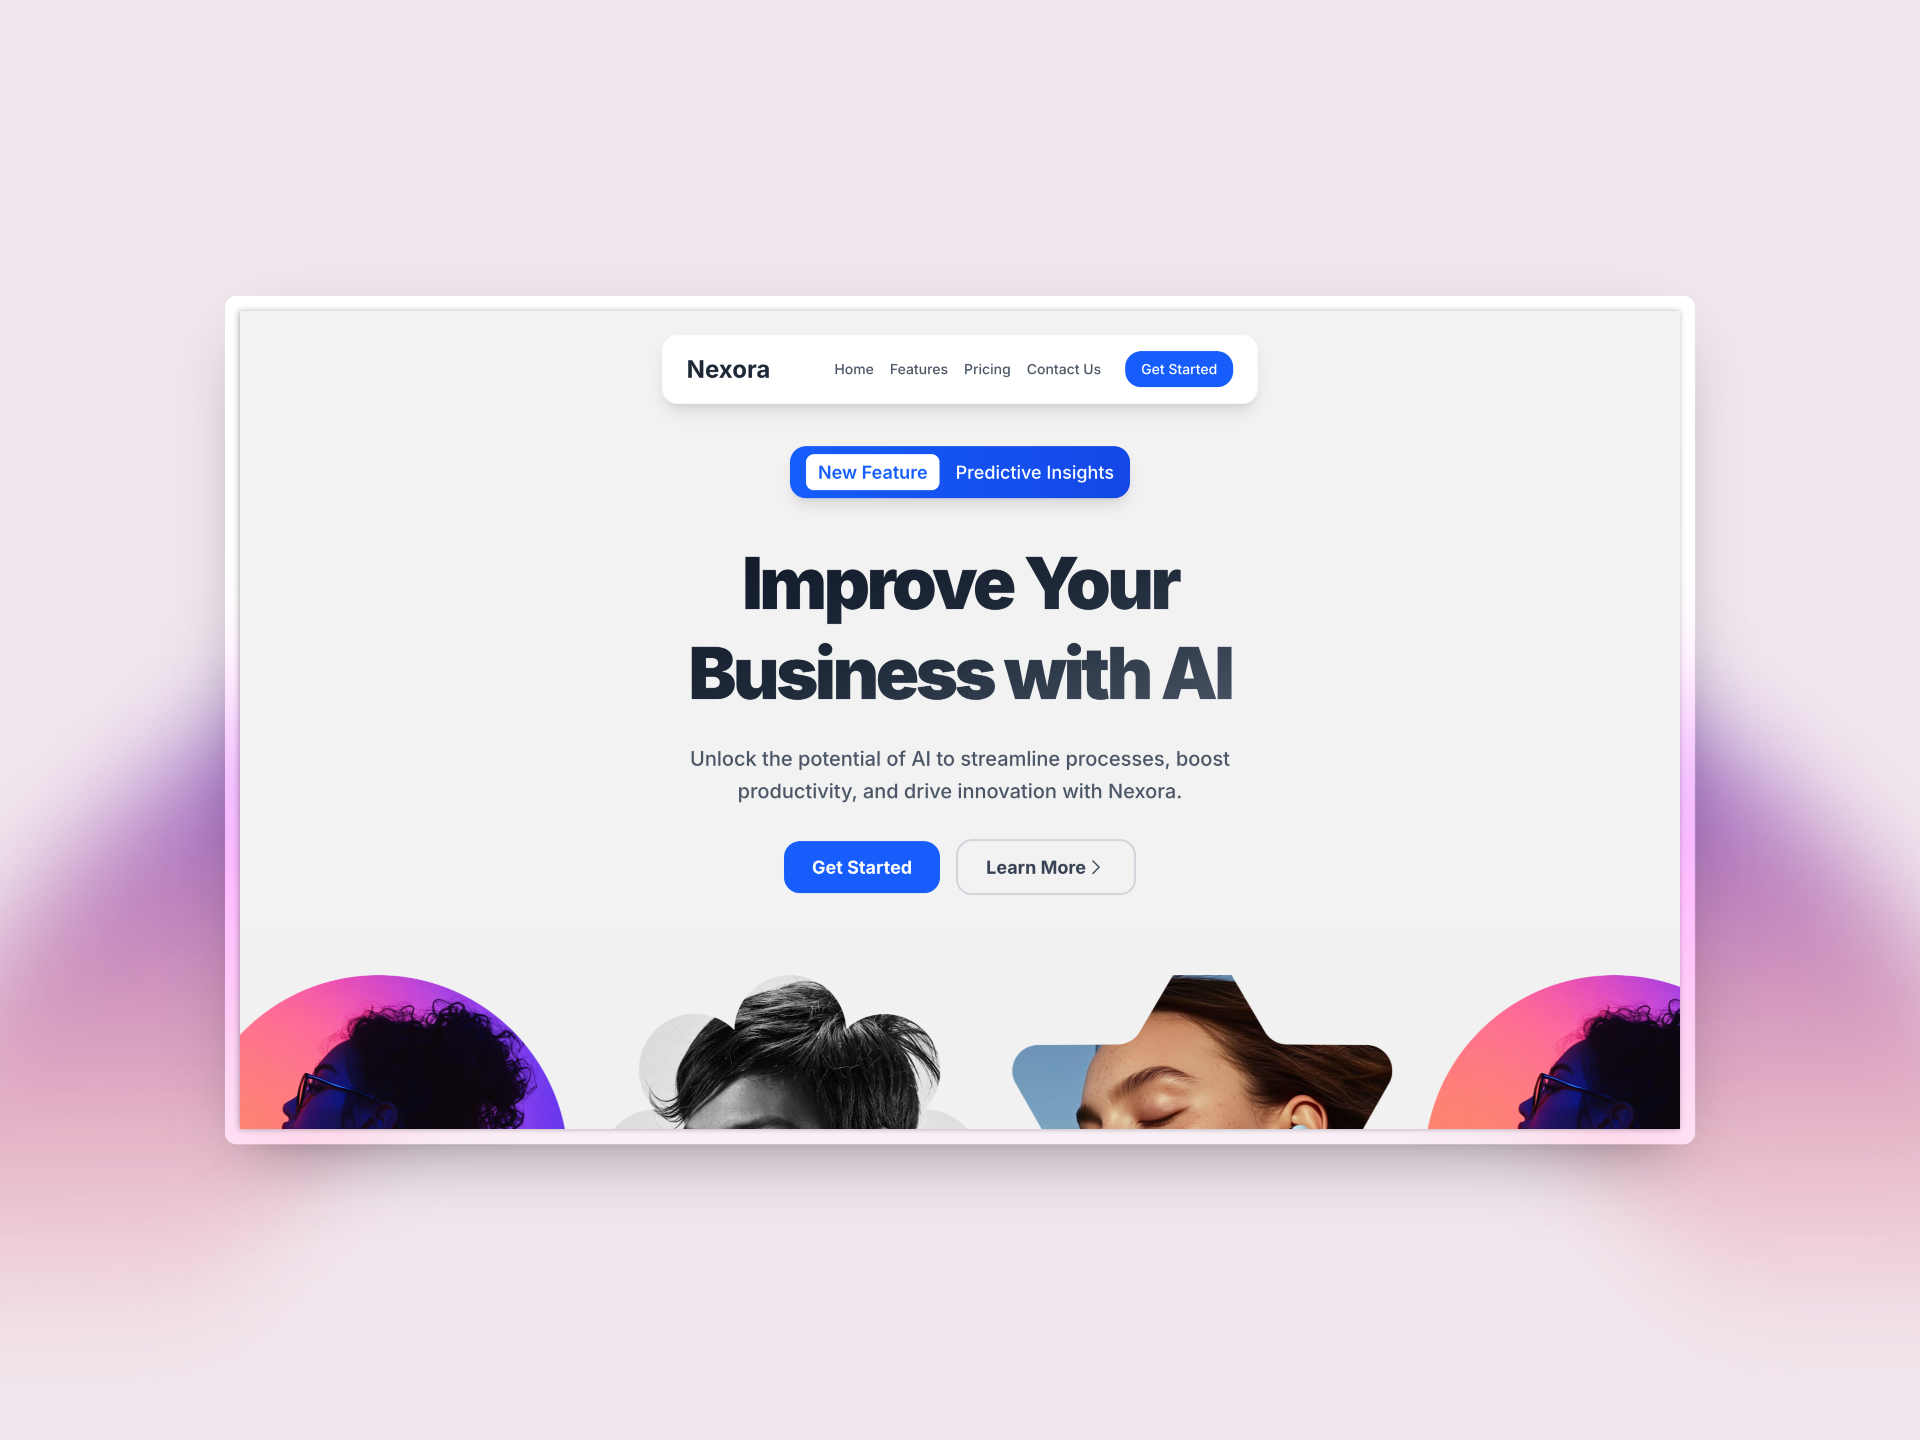 Nexora
Home Features Pricing Contact Us Get Started
New Feature Predictive Insights
Improve Your
Business with AI
Unlock the potential of AI to streamline processes, boost
productivity, and drive innovation with Nexora.
Get Started Learn More